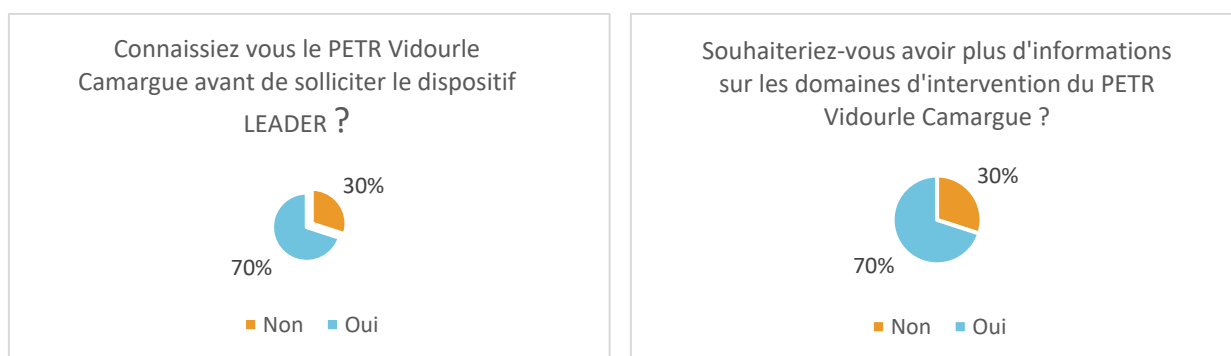 Connaissiez vous le PETR Vidourle
Camargue avant de solliciter le dispositif
LEADER ?
30%
70%
Non Oui
Souhaiteriez-vous avoir plus d'informations
sur les domaines d'intervention du PETR
Vidourle Camargue ?
30%
70%
Non Oui